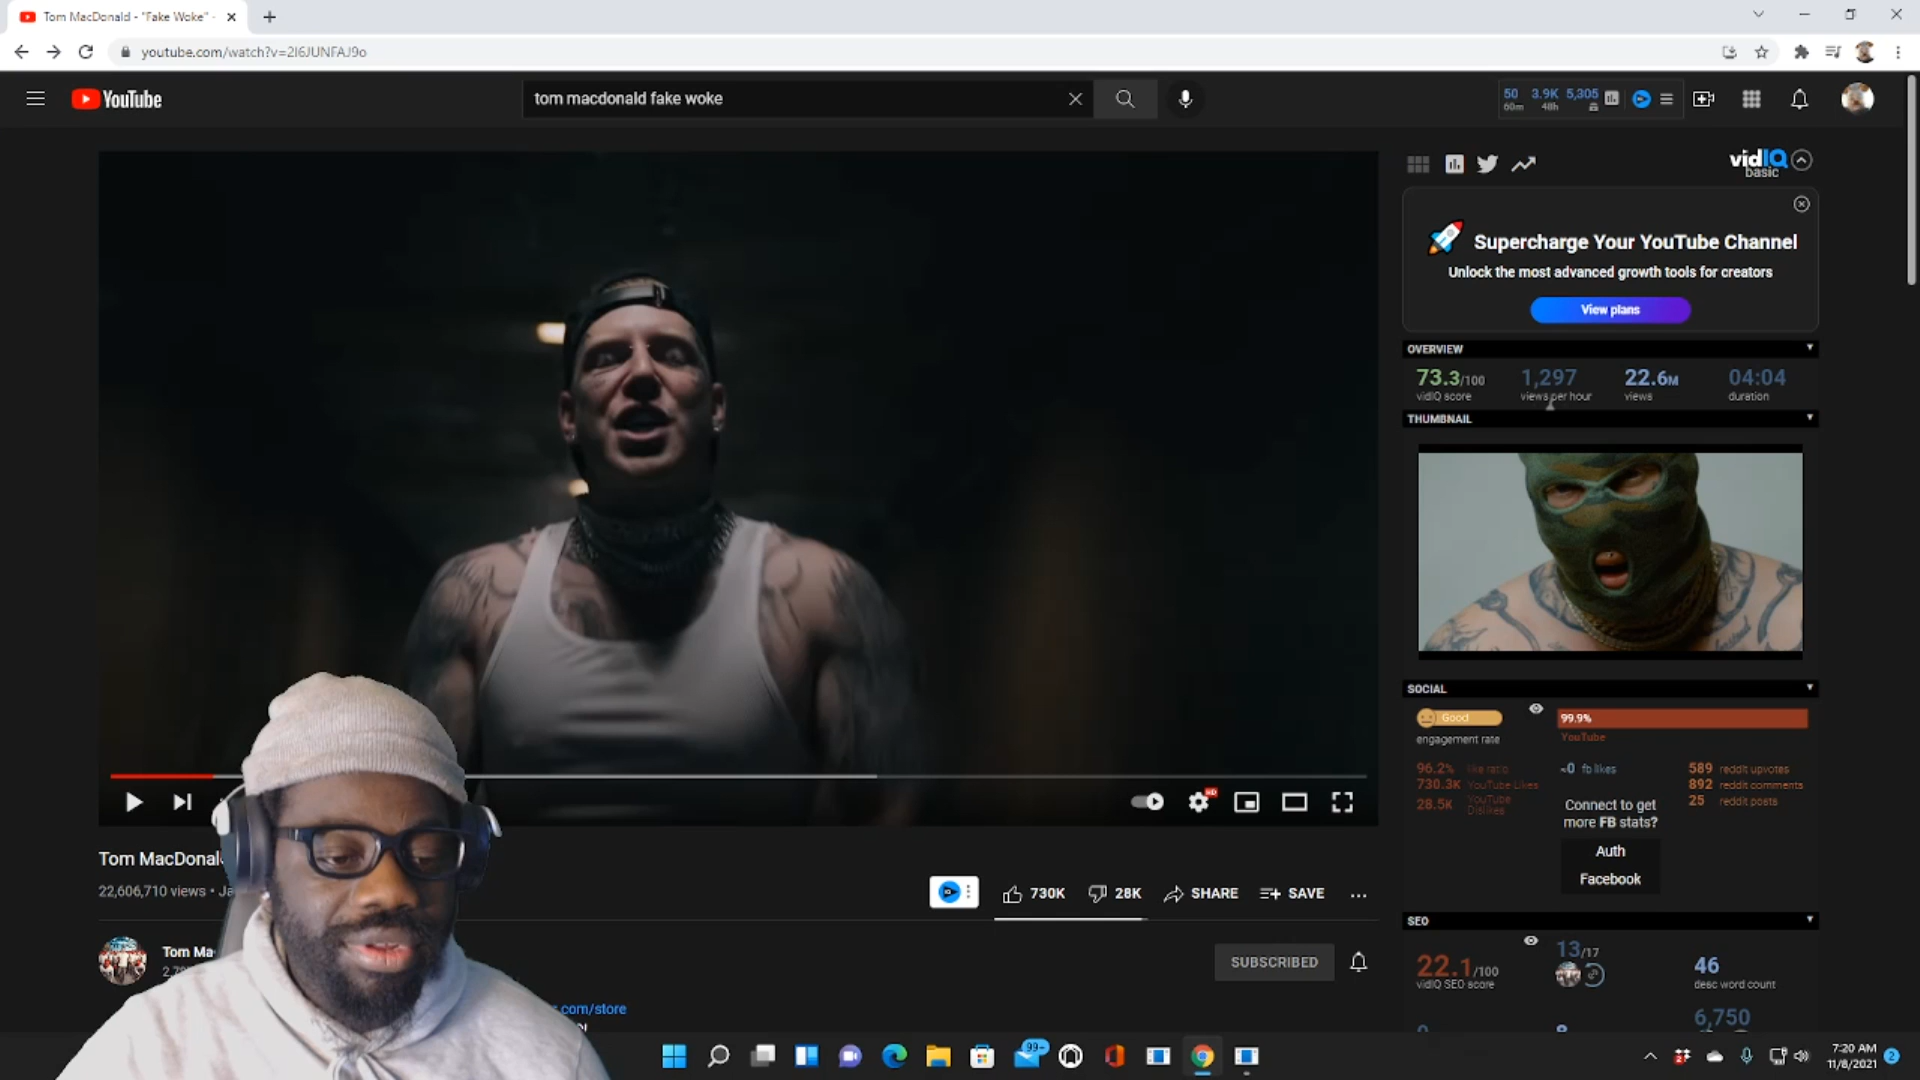 Tom MacDonald - "Fake Woke" -
youtube.com/watch?v=2I6JUNFAJ9o
YouTube
tom macdonald fake woke
50 3.9K 5,305
60m 48h
vidIQ
basic
Supercharge Your YouTube Channel
Unlock the most advanced growth tools for creators
View plans
OVERVIEW
73.3/100 1,297 22.6M 04:04
vidIQ score views per hour views duration
THUMBNAIL
SOCIAL
Good 99.9%
engagement rate YouTube
96.2% like ratio ~0 fb likes 589 reddit upvotes
730.3K YouTube Likes 892 reddit comments
28.5K YouTube Dislikes 25 reddit posts
Connect to get
more FB stats?
Auth
Facebook
HD
Tom MacDonal
22,606,710 views • Ja
730K 28K SHARE SAVE
Tom Ma
SUBSCRIBED
.com/store
SEO
22.1/100 13/17 46
vidIQ SEO score desc word count
6,750
99+
7:20 AM
11/8/2021
2